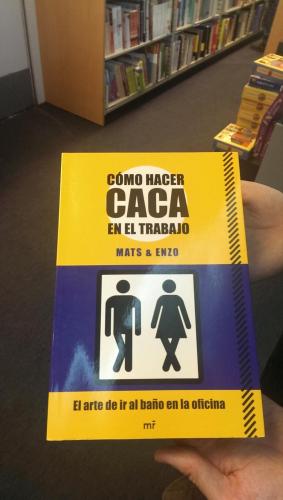 CÓMO HACER
CACA
EN EL TRABAJO
MATS & ENZO
El arte de ir al baño en la oficina
mr̄